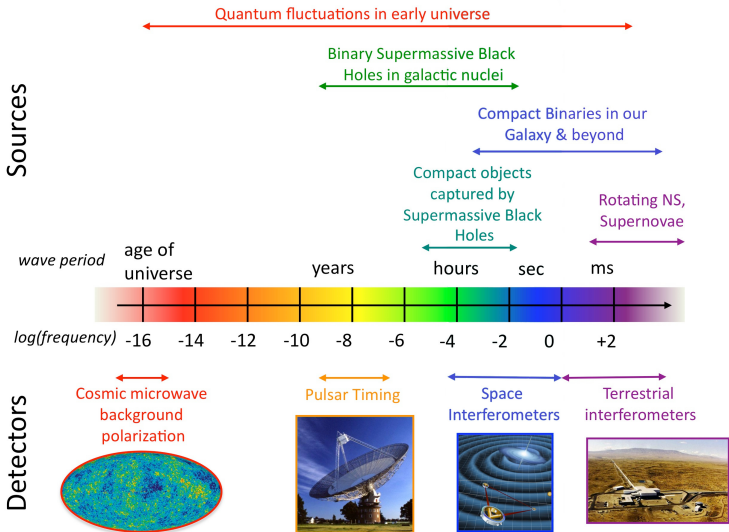 Quantum fluctuations in early universe
Binary Supermassive Black
Holes in galactic nuclei
Compact Binaries in our
Galaxy & beyond
Compact objects
captured by
Supermassive Black
Holes
Rotating NS,
Supernovae
Sources
wave period
age of
universe
years
hours
sec
ms
log(frequency)
-16 -14 -12 -10 -8 -6 -4 -2 0 +2
Detectors
Cosmic microwave
background
polarization
Pulsar Timing
Space
Interferometers
Terrestrial
interferometers